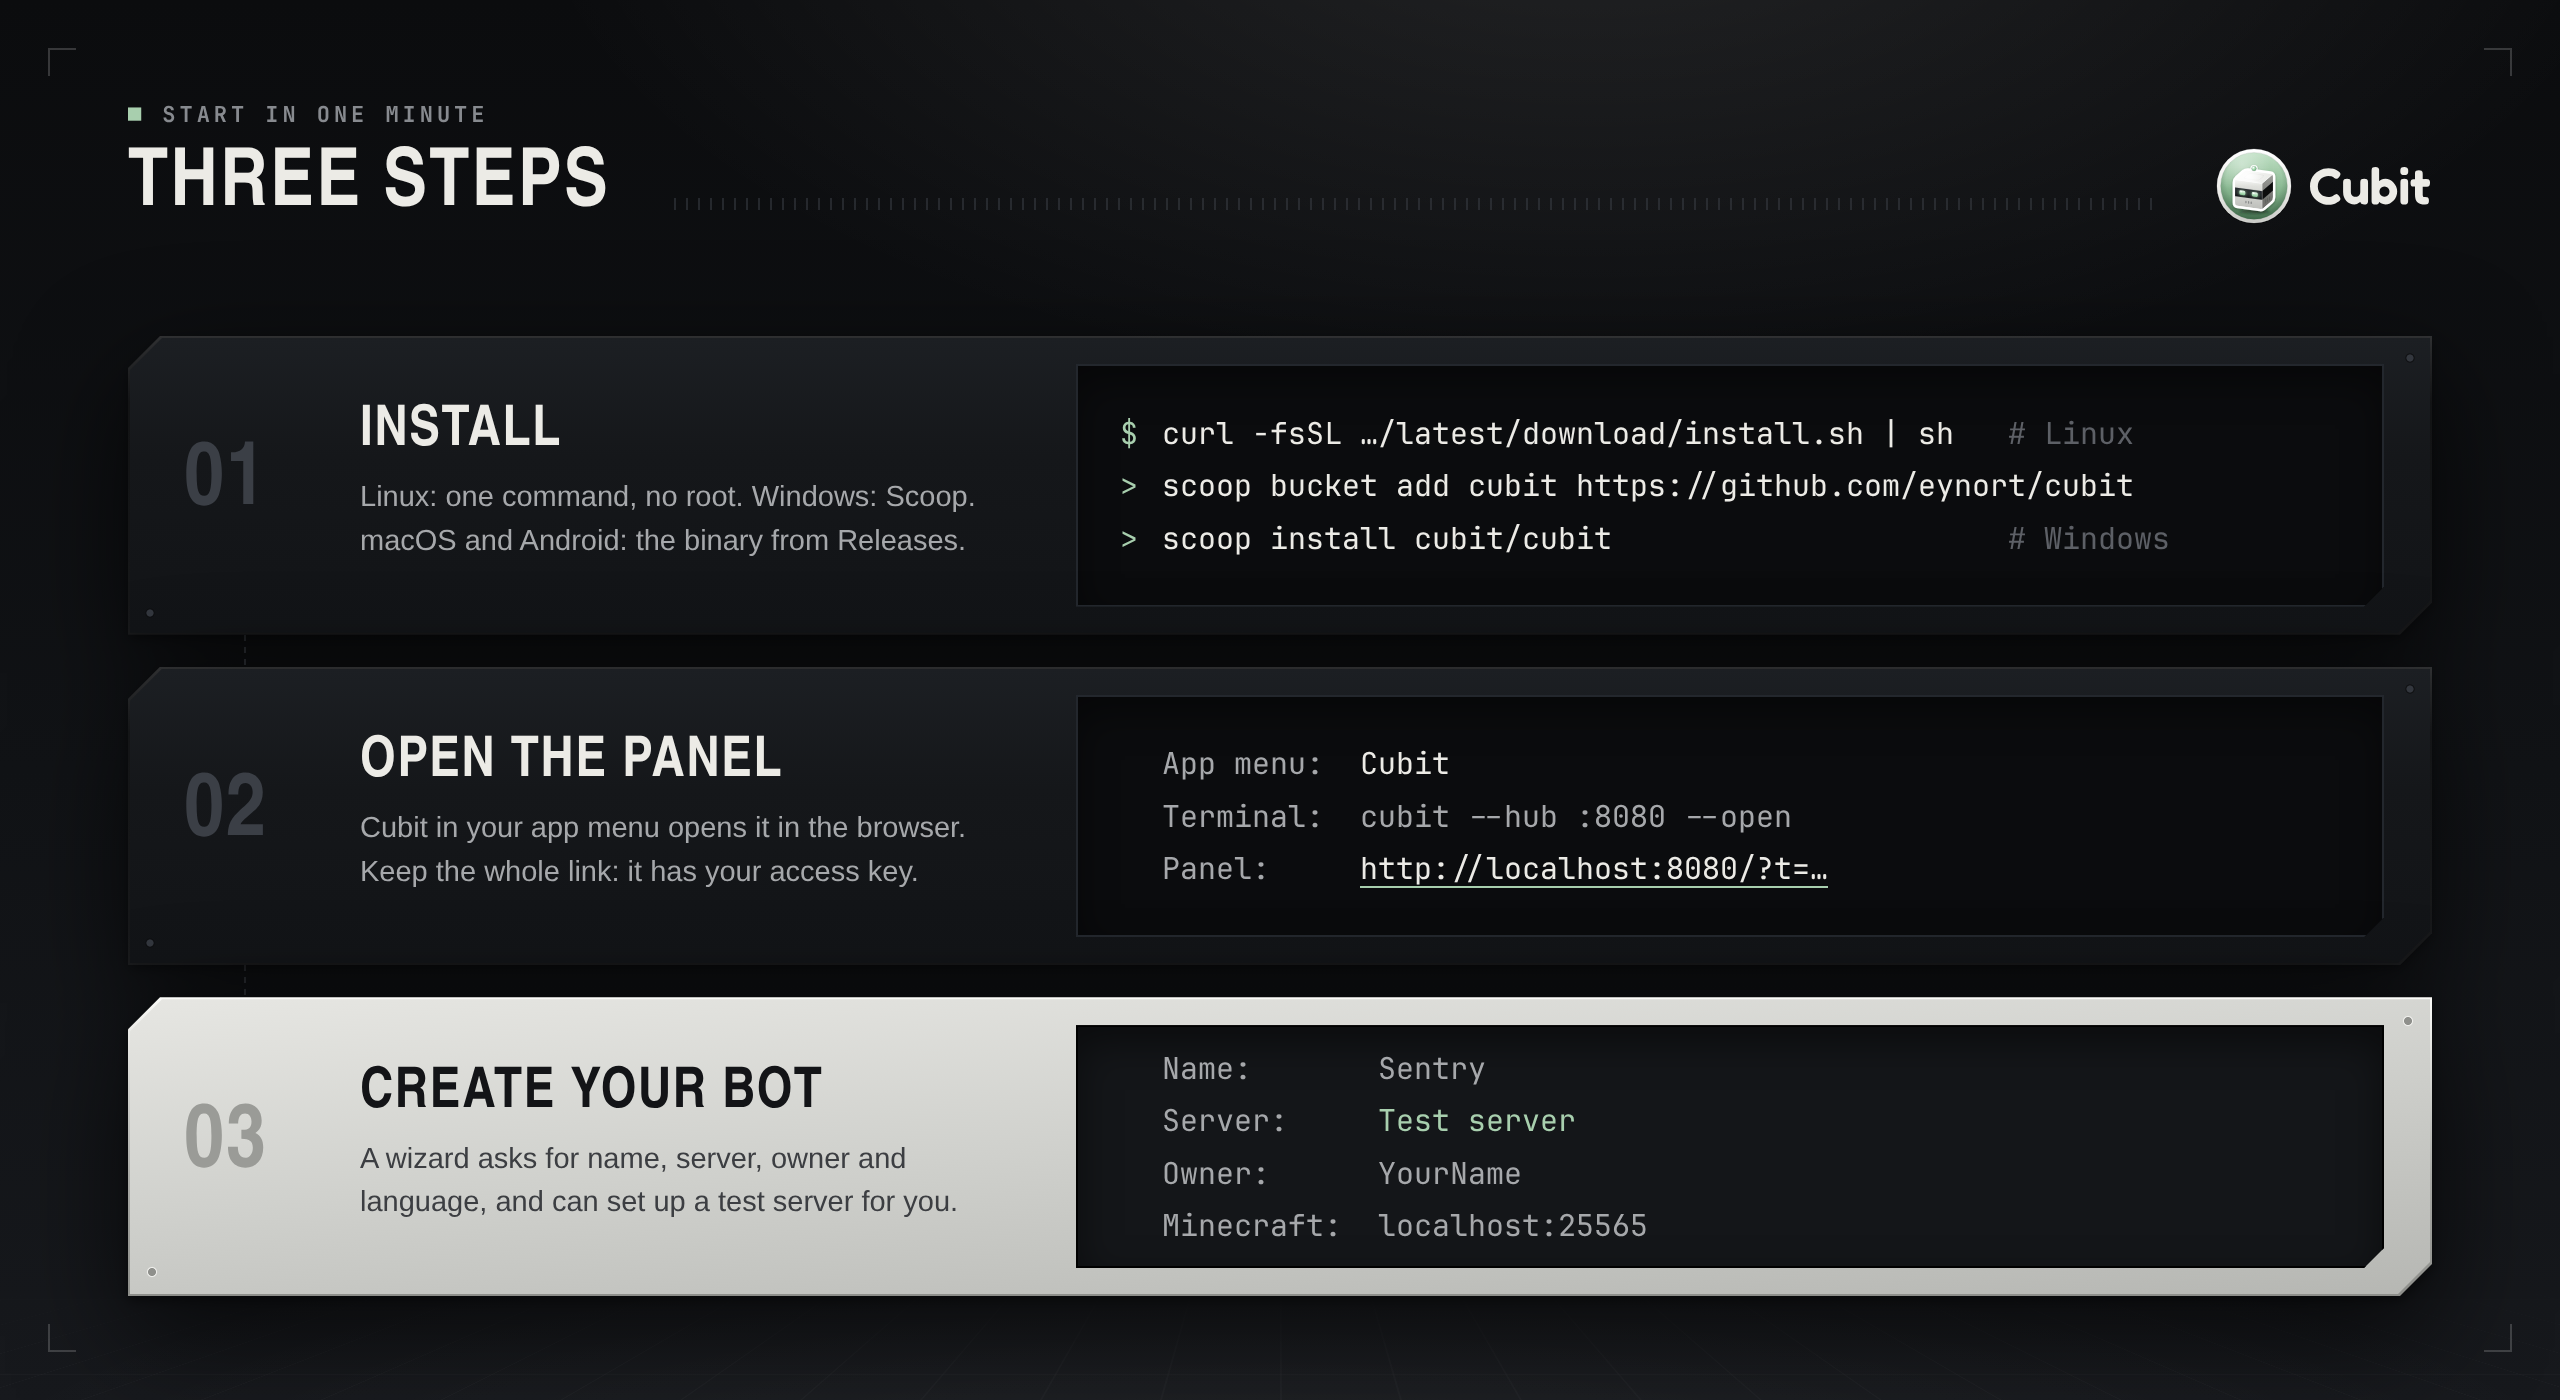 START IN ONE MINUTE
THREE STEPS
Cubit
01
INSTALL
Linux: one command, no root. Windows: Scoop.
macOS and Android: the binary from Releases.
$ curl -fsSL …/latest/download/install.sh | sh # Linux
> scoop bucket add cubit https://github.com/eynort/cubit
> scoop install cubit/cubit # Windows
02
OPEN THE PANEL
Cubit in your app menu opens it in the browser.
Keep the whole link: it has your access key.
App menu: Cubit
Terminal: cubit --hub :8080 --open
Panel: http://localhost:8080/?t=…
03
CREATE YOUR BOT
A wizard asks for name, server, owner and
language, and can set up a test server for you.
Name: Sentry
Server: Test server
Owner: YourName
Minecraft: localhost:25565